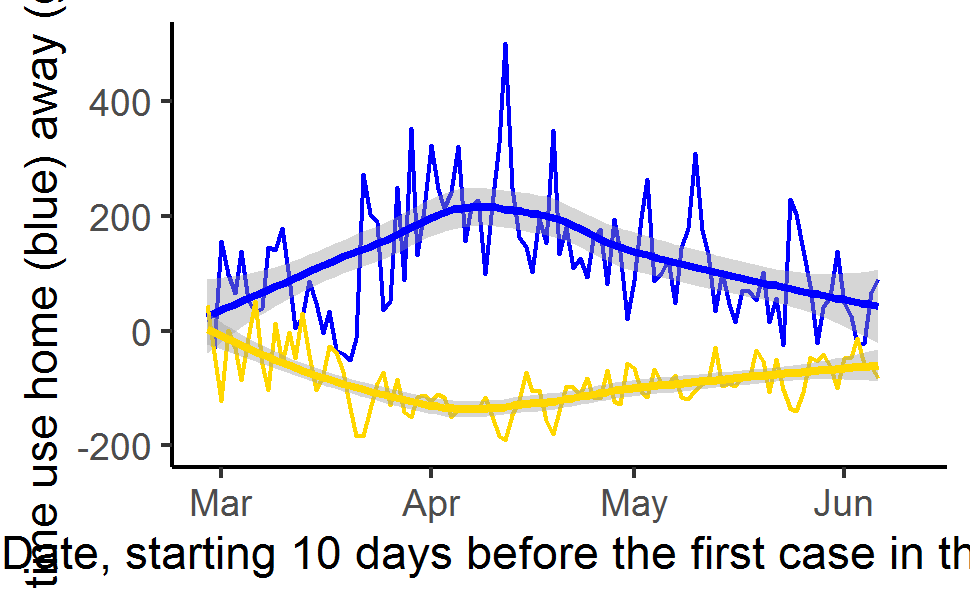 time use home (blue) away (
400
200
0
-200
Mar Apr May Jun
Date, starting 10 days before the first case in th